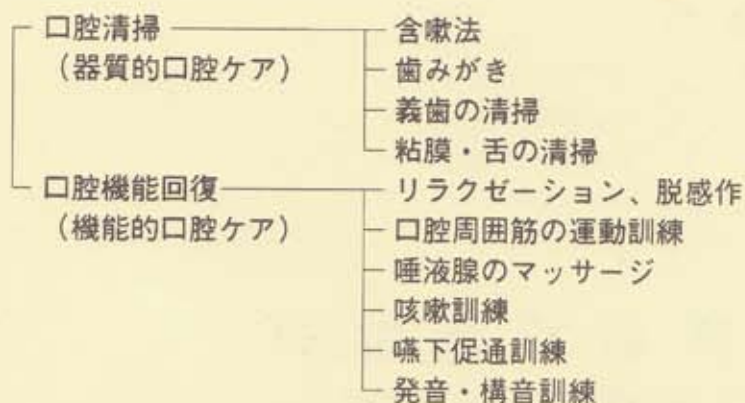 口腔清掃
(器質的口腔ケア)
含嗽法
歯みがき
義歯の清掃
粘膜・舌の清掃
口腔機能回復
(機能的口腔ケア)
リラクゼーション、脱感作
口腔周囲筋の運動訓練
唾液腺のマッサージ
咳嗽訓練
嚥下促通訓練
発音・構音訓練